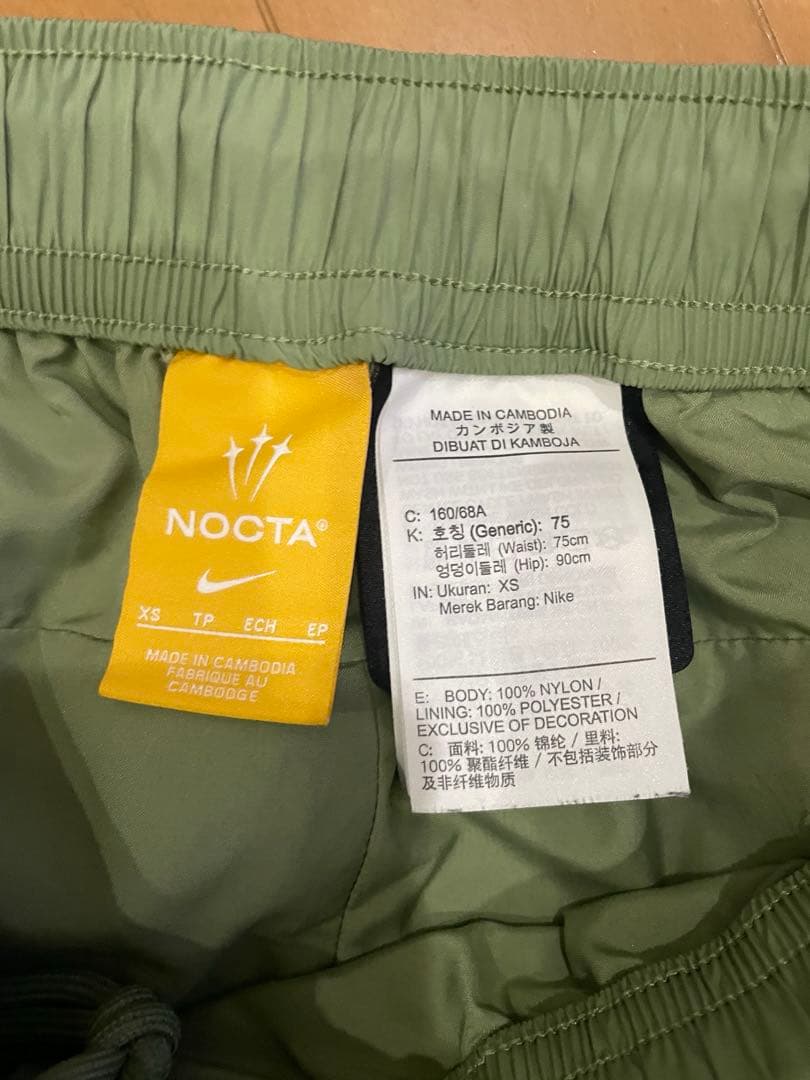 NOCTA®
XS TP ECH EP
MADE IN CAMBODIA
FABRIQUE AU
CAMBODGE
MADE IN CAMBODIA
カンボジア製
DIBUAT DI KAMBOJA
C: 160/68A
K: 호칭 (Generic): 75
허리둘레 (Waist): 75cm
엉덩이둘레 (Hip): 90cm
IN: Ukuran: XS
Merek Barang: Nike
E: BODY: 100% NYLON /
LINING: 100% POLYESTER /
EXCLUSIVE OF DECORATION
C: 面料: 100% 锦纶 / 里料:
100% 聚酯纤维 / 不包括装饰部分
及非纤维物质